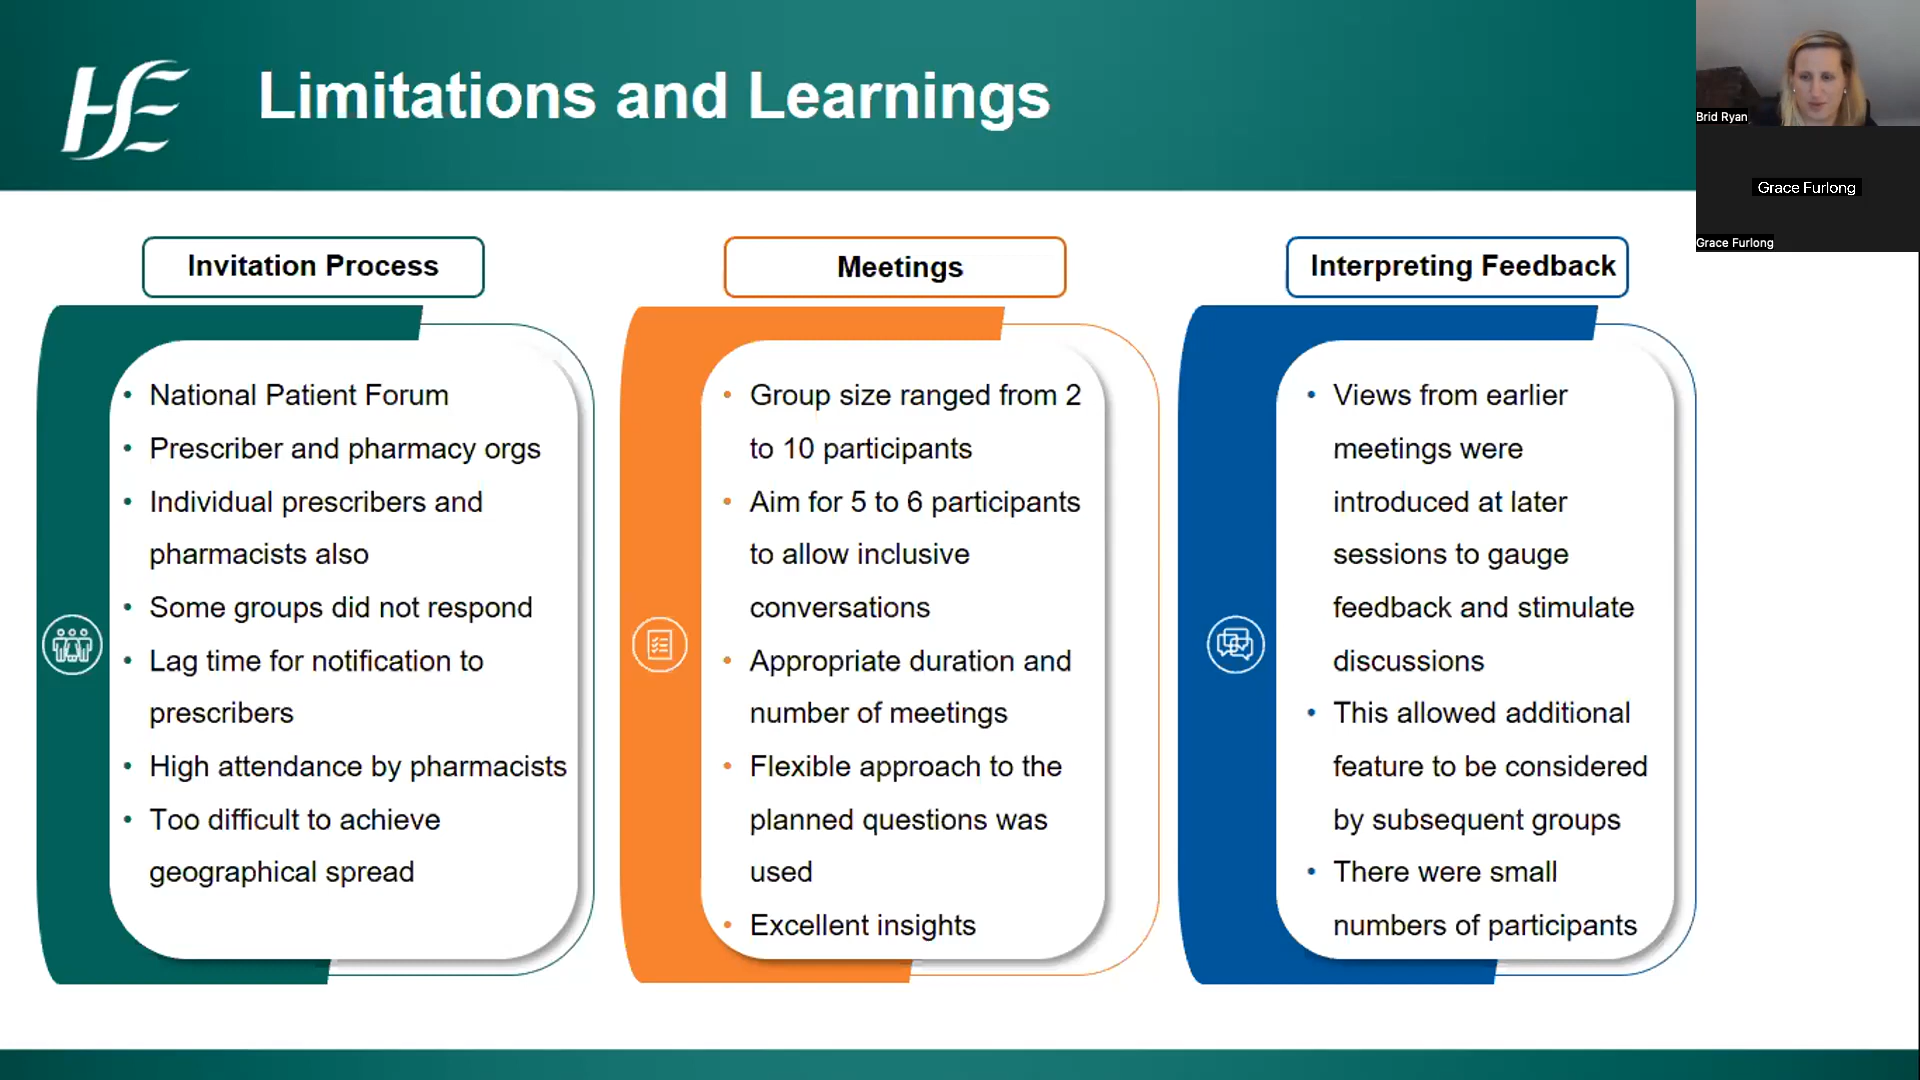 HSE
Limitations and Learnings
Brid Ryan
Grace Furlong
Grace Furlong
Invitation Process
• National Patient Forum
• Prescriber and pharmacy orgs
• Individual prescribers and
pharmacists also
• Some groups did not respond
• Lag time for notification to
prescribers
• High attendance by pharmacists
• Too difficult to achieve
geographical spread
Meetings
• Group size ranged from 2
to 10 participants
• Aim for 5 to 6 participants
to allow inclusive
conversations
• Appropriate duration and
number of meetings
• Flexible approach to the
planned questions was
used
• Excellent insights
Interpreting Feedback
• Views from earlier
meetings were
introduced at later
sessions to gauge
feedback and stimulate
discussions
• This allowed additional
feature to be considered
by subsequent groups
• There were small
numbers of participants